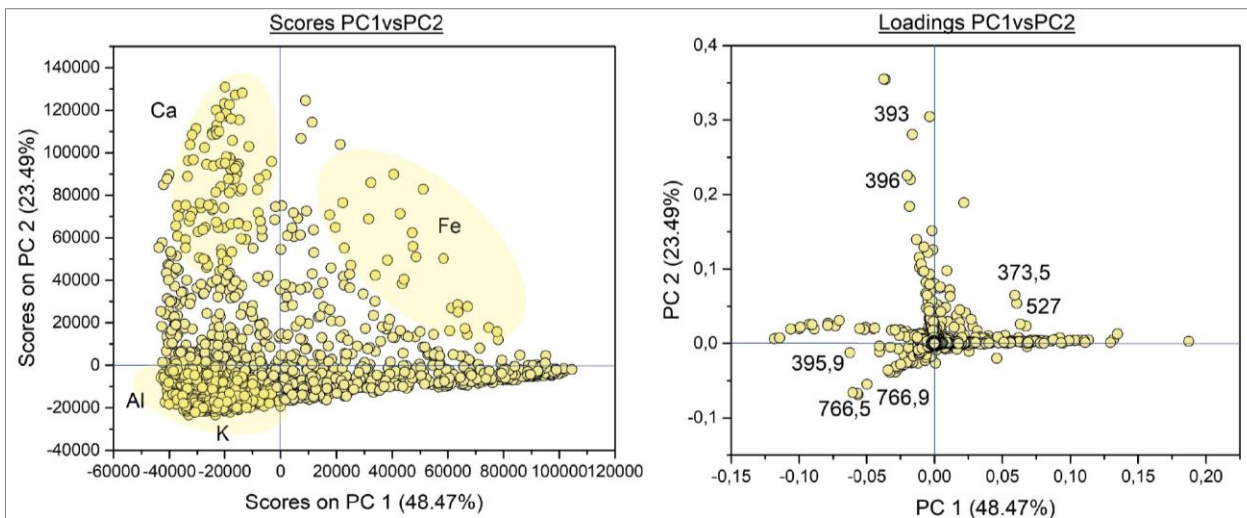 Scores PC1vsPC2
140000
120000
100000
80000
60000
40000
20000
0
-20000
-40000
Scores on PC 2 (23.49%)
Ca
Fe
Al
K
-60000 -40000 -20000 0 20000 40000 60000 80000 100000 120000
Scores on PC 1 (48.47%)
Loadings PC1vsPC2
0,4
0,3
0,2
0,1
0,0
-0,1
PC 2 (23.49%)
393
396
373,5
527
395,9
766,9
766,5
-0,15 -0,10 -0,05 0,00 0,05 0,10 0,15 0,20
PC 1 (48.47%)